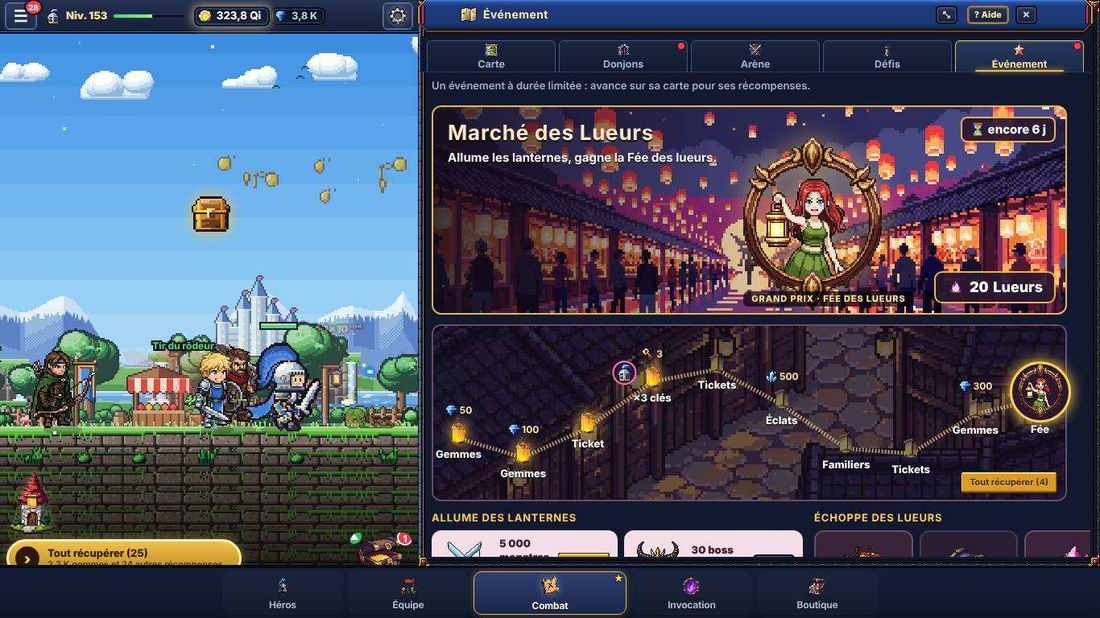 28
Niv. 153
323,8 Qi
3,8 K
Événement
? Aide
Carte
Donjons
Arène
Défis
Événement
Un événement à durée limitée : avance sur sa carte pour ses récompenses.
Marché des Lueurs
encore 6 j
Allume les lanternes, gagne la Fée des lueurs.
GRAND PRIX · FÉE DES LUEURS
20 Lueurs
Tir du rôdeur
50
Gemmes
100
Gemmes
Ticket
3
×3 clés
Tickets
500
Éclats
Familiers
Tickets
300
Gemmes
Fée
Tout récupérer (4)
ALLUME DES LANTERNES
ÉCHOPPE DES LUEURS
5 000
monstres
30 boss
Tout récupérer (25)
1
Héros
Équipe
Combat
Invocation
Boutique